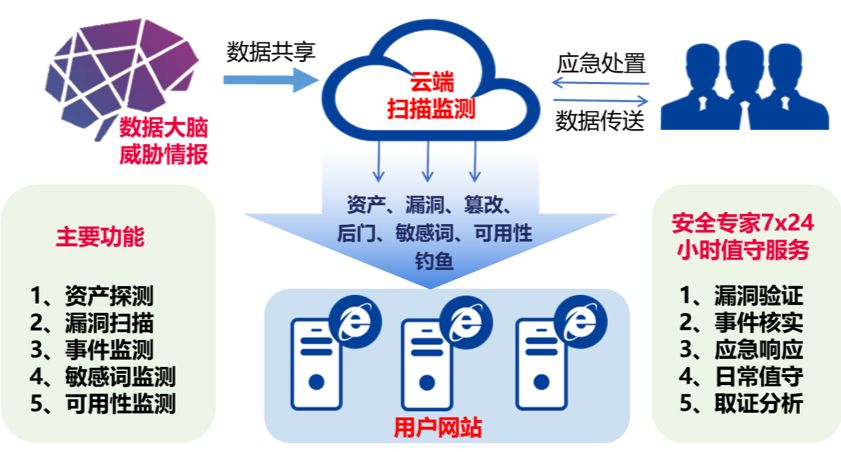 数据共享
云端
扫描监测
应急处置
数据传送
数据大脑
威胁情报
资产、漏洞、篡改、
后门、敏感词、可用性
钓鱼
主要功能
1、资产探测
2、漏洞扫描
3、事件监测
4、敏感词监测
5、可用性监测
安全专家7x24
小时值守服务
1、漏洞验证
2、事件核实
3、应急响应
4、日常值守
5、取证分析
用户网站